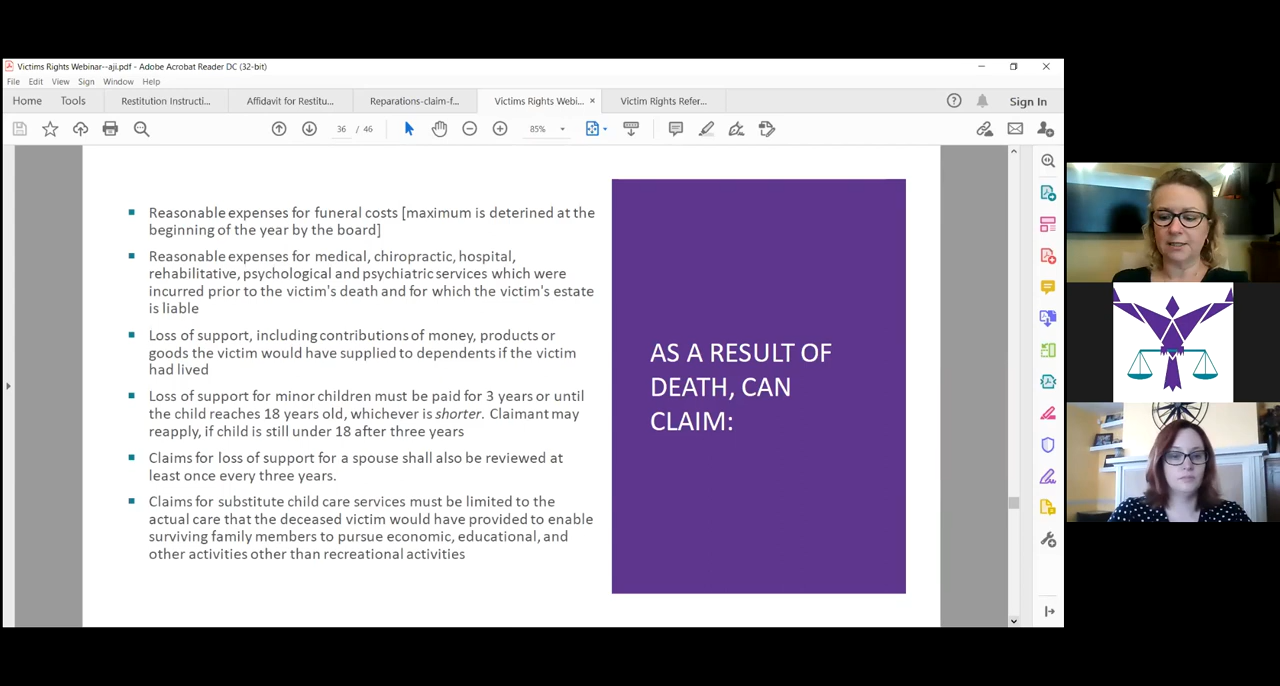 Victims Rights Webinar--aji.pdf - Adobe Acrobat Reader DC (32-bit)
File Edit View Sign Window Help
Home Tools Restitution Instructi... Affidavit for Restitu... Reparations-claim-f... Victims Rights Webi... × Victim Rights Refer... Sign In
36 / 46 85%
Reasonable expenses for funeral costs [maximum is deterined at the
beginning of the year by the board]
Reasonable expenses for medical, chiropractic, hospital,
rehabilitative, psychological and psychiatric services which were
incurred prior to the victim's death and for which the victim's estate
is liable
Loss of support, including contributions of money, products or
goods the victim would have supplied to dependents if the victim
had lived
Loss of support for minor children must be paid for 3 years or until
the child reaches 18 years old, whichever is shorter. Claimant may
reapply, if child is still under 18 after three years
Claims for loss of support for a spouse shall also be reviewed at
least once every three years.
Claims for substitute child care services must be limited to the
actual care that the deceased victim would have provided to enable
surviving family members to pursue economic, educational, and
other activities other than recreational activities
AS A RESULT OF
DEATH, CAN
CLAIM: